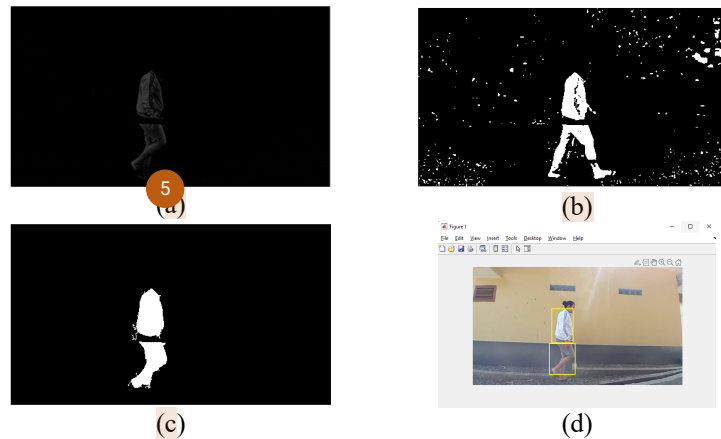 5
(a)
(b)
Figure 1
File Edit View Insert Tools Desktop Window Help
(c)
(d)